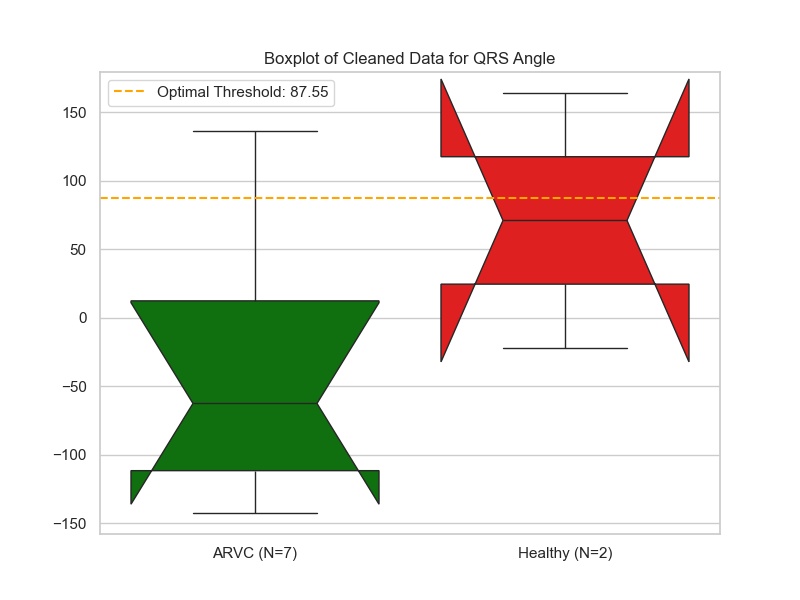 Boxplot of Cleaned Data for QRS Angle
Optimal Threshold: 87.55
150
100
50
0
−50
−100
−150
ARVC (N=7)
Healthy (N=2)